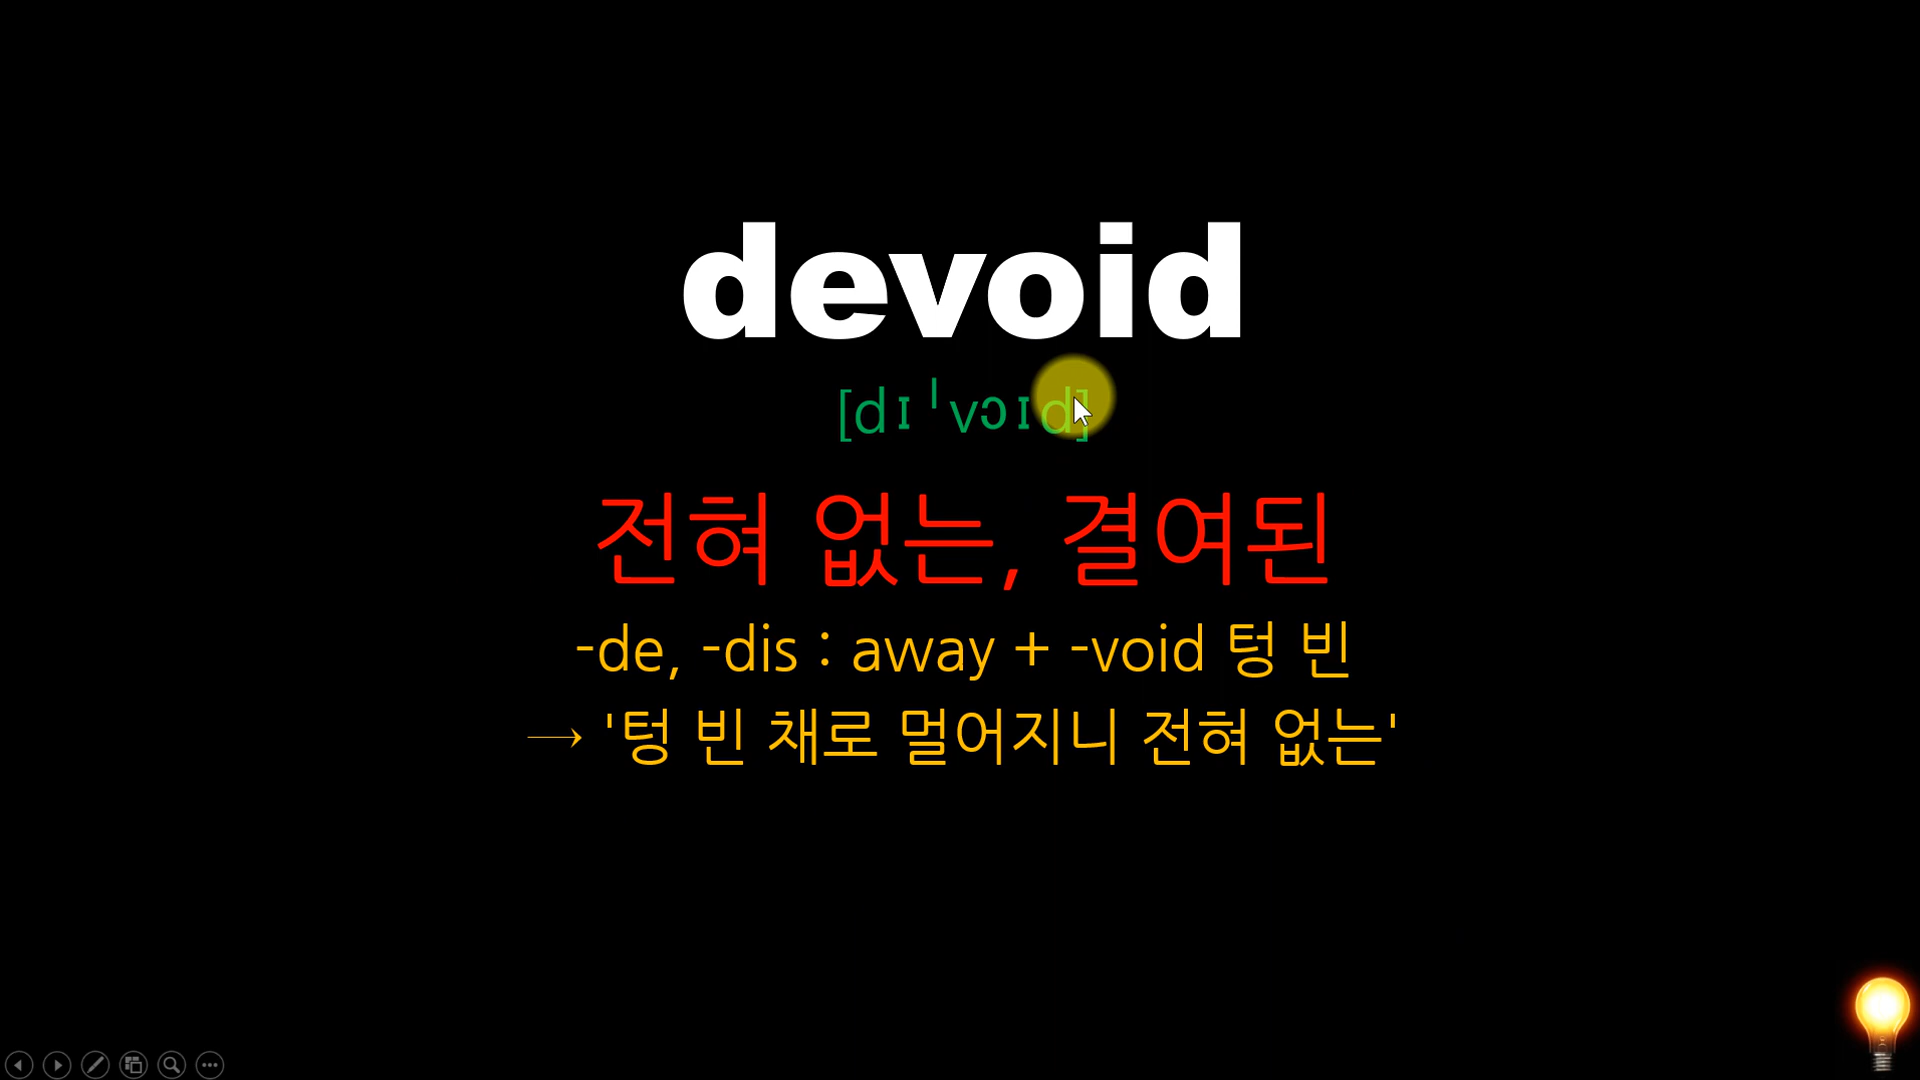 devoid
[dɪˈvɔɪd]
전혀 없는, 결여된
-de, -dis : away + -void 텅 빈
→ '텅 빈 채로 멀어지니 전혀 없는'